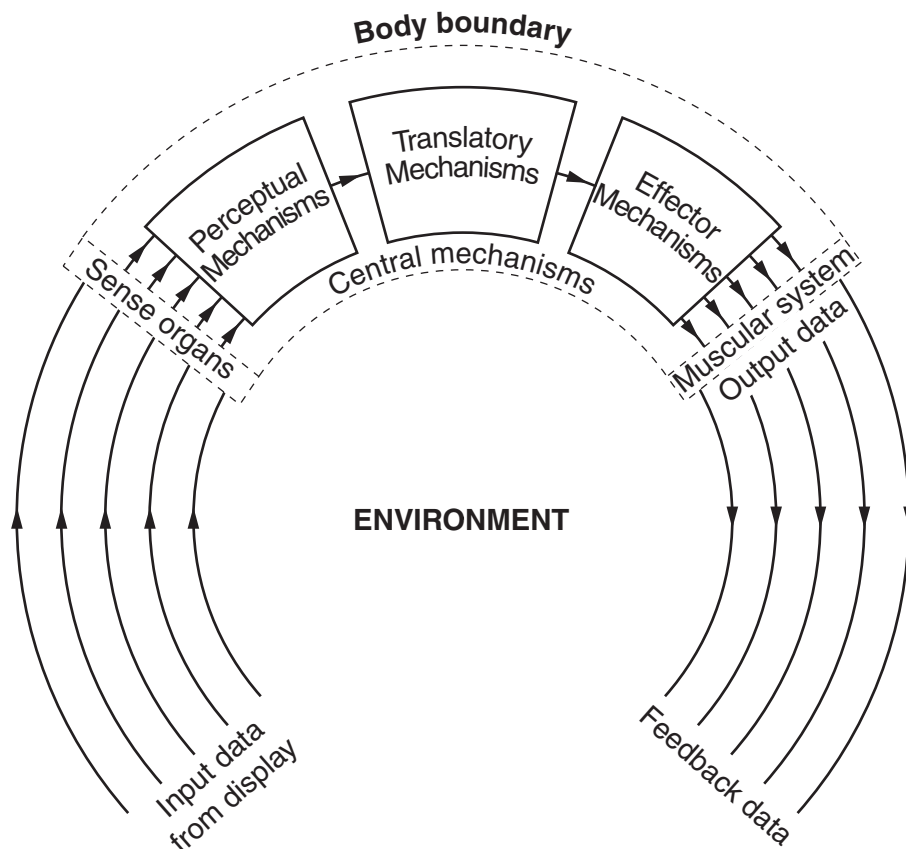 Body boundary
Perceptual
Mechanisms
Translatory
Mechanisms
Effector
Mechanisms
Central mechanisms
Sense organs
Muscular system
Output data
ENVIRONMENT
Input data
from display
Feedback data